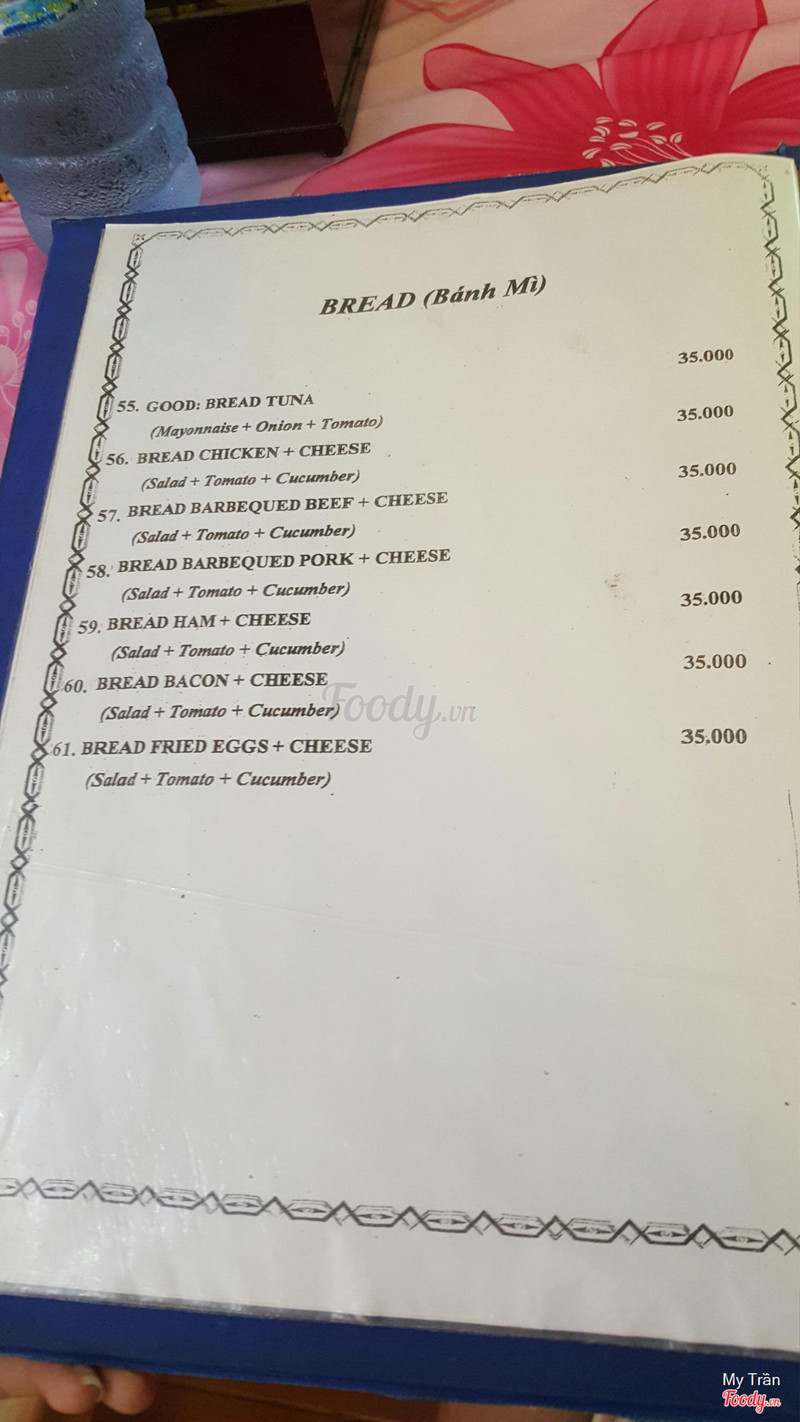 BREAD (Bánh Mì)
55. GOOD: BREAD TUNA 35.000
(Mayonnaise + Onion + Tomato)
56. BREAD CHICKEN + CHEESE 35.000
(Salad + Tomato + Cucumber)
57. BREAD BARBEQUED BEEF + CHEESE 35.000
(Salad + Tomato + Cucumber)
58. BREAD BARBEQUED PORK + CHEESE 35.000
(Salad + Tomato + Cucumber)
59. BREAD HAM + CHEESE 35.000
(Salad + Tomato + Cucumber)
60. BREAD BACON + CHEESE 35.000
(Salad + Tomato + Cucumber)
Foody.vn
61. BREAD FRIED EGGS + CHEESE 35.000
(Salad + Tomato + Cucumber)
My Trần
Foody.vn